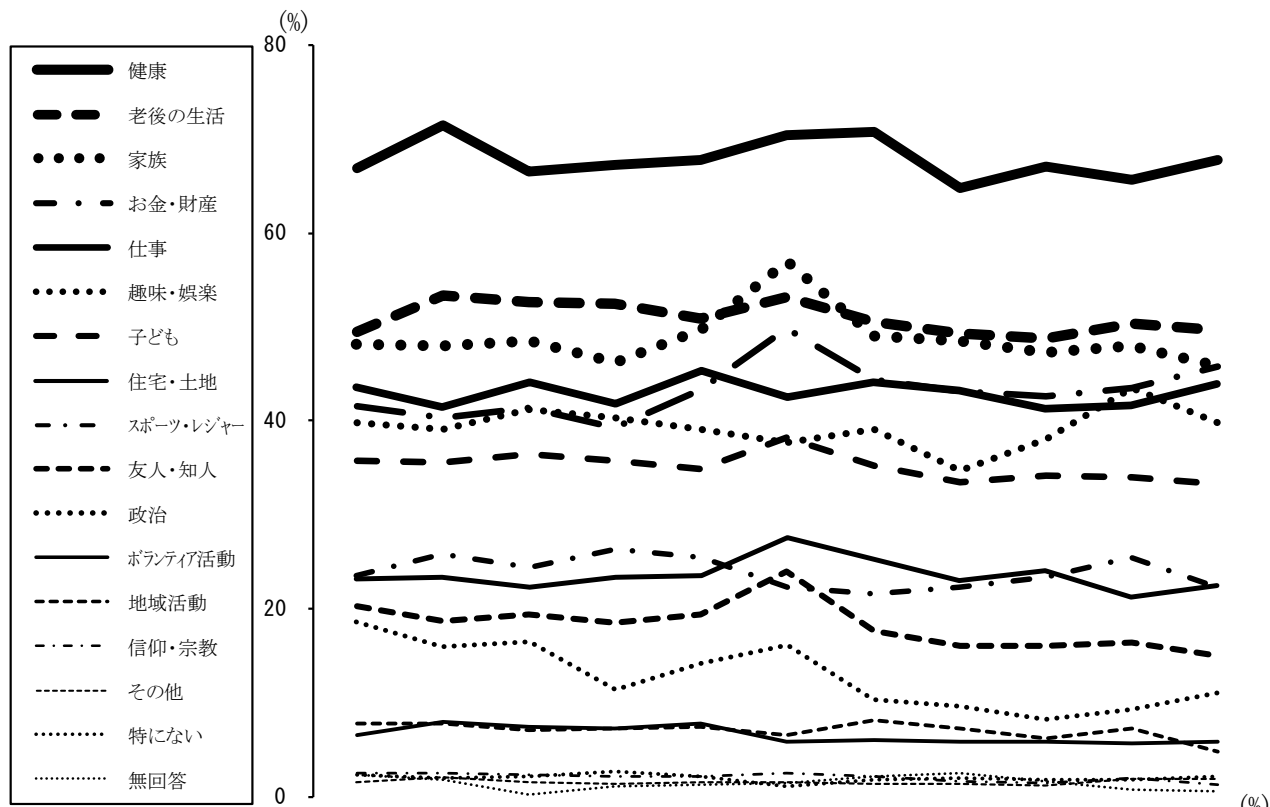 (%)
80
60
40
20
0
(%)
健康
老後の生活
家族
お金・財産
仕事
趣味・娯楽
子ども
住宅・土地
スポーツ・レジャー
友人・知人
政治
ボランティア活動
地域活動
信仰・宗教
その他
特にない
無回答